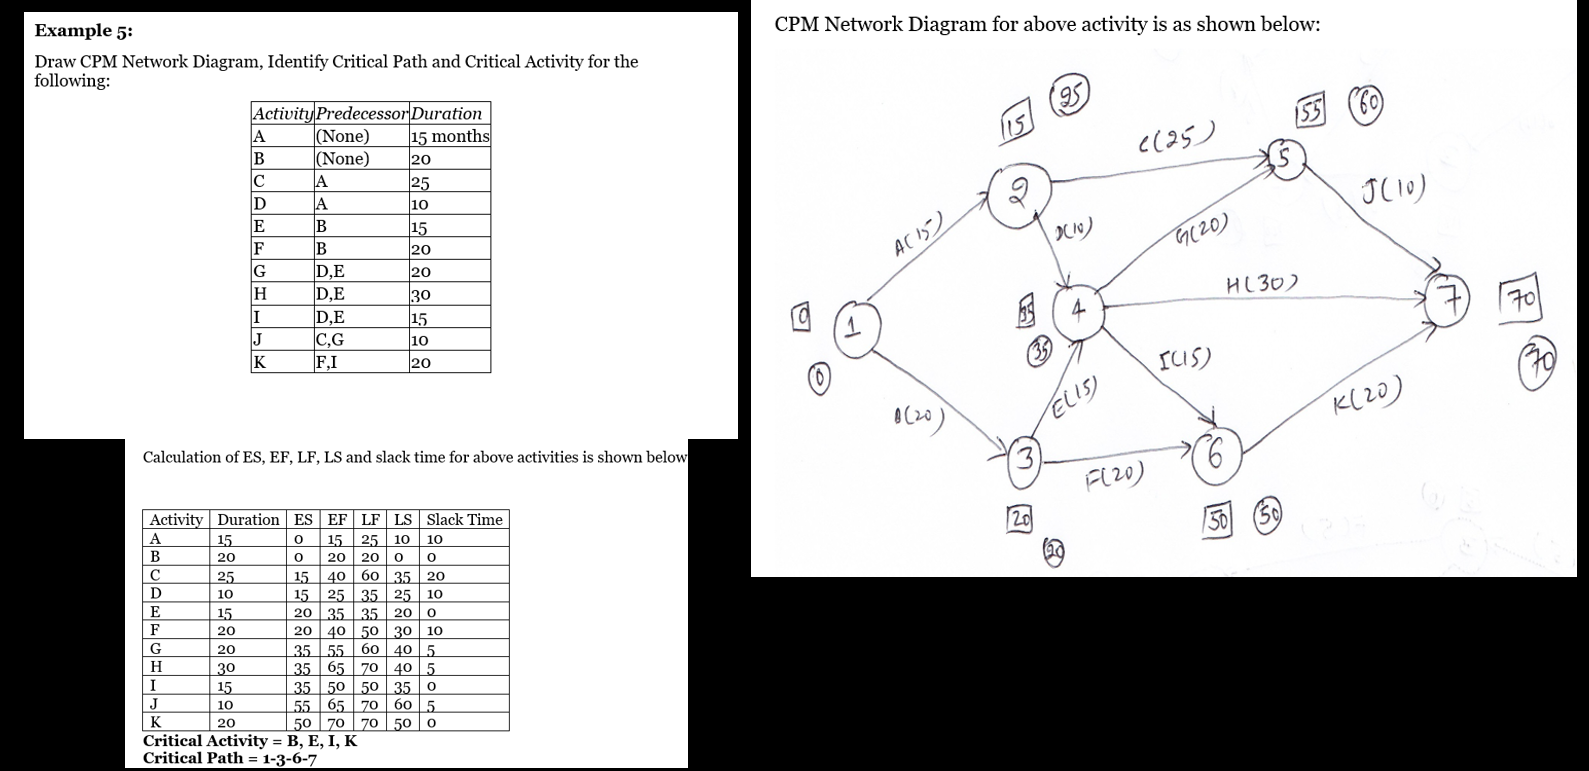 Example 5:
Draw CPM Network Diagram, Identify Critical Path and Critical Activity for the
following:
Activity Predecessor Duration
A (None) 15 months
B (None) 20
C A 25
D A 10
E B 15
F B 20
G D,E 20
H D,E 30
I D,E 15
J C,G 10
K F,I 20
Calculation of ES, EF, LF, LS and slack time for above activities is shown below
Activity Duration ES EF LF LS Slack Time
A 15 0 15 25 10 10
B 20 0 20 20 0 0
C 25 15 40 60 35 20
D 10 15 25 35 25 10
E 15 20 35 35 20 0
F 20 20 40 50 30 10
G 20 35 55 60 40 5
H 30 35 65 70 40 5
I 15 35 50 50 35 0
J 10 55 65 70 60 5
K 20 50 70 70 50 0
Critical Activity = B, E, I, K
Critical Path = 1-3-6-7
CPM Network Diagram for above activity is as shown below:
15 25
55 60
C(25)
2
5
J(10)
A(15)
D(10)
G(20)
H(30)
0
1
35
4
7
70
0
35
I(15)
70
B(20)
E(15)
K(20)
3
F(20)
6
20
50 50
20